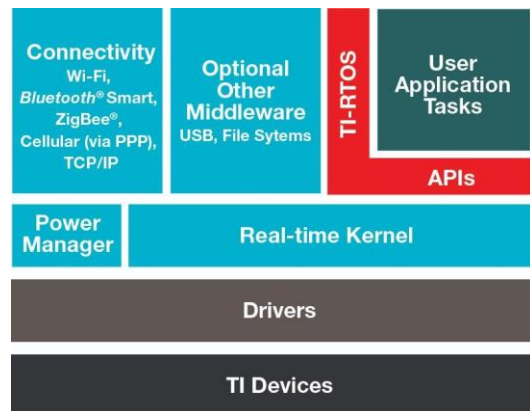 Connectivity
Wi-Fi,
Bluetooth® Smart,
ZigBee®,
Cellular (via PPP),
TCP/IP
Optional
Other
Middleware
USB, File Sytems
TI-RTOS
User
Application
Tasks
APIs
Power
Manager
Real-time Kernel
Drivers
TI Devices